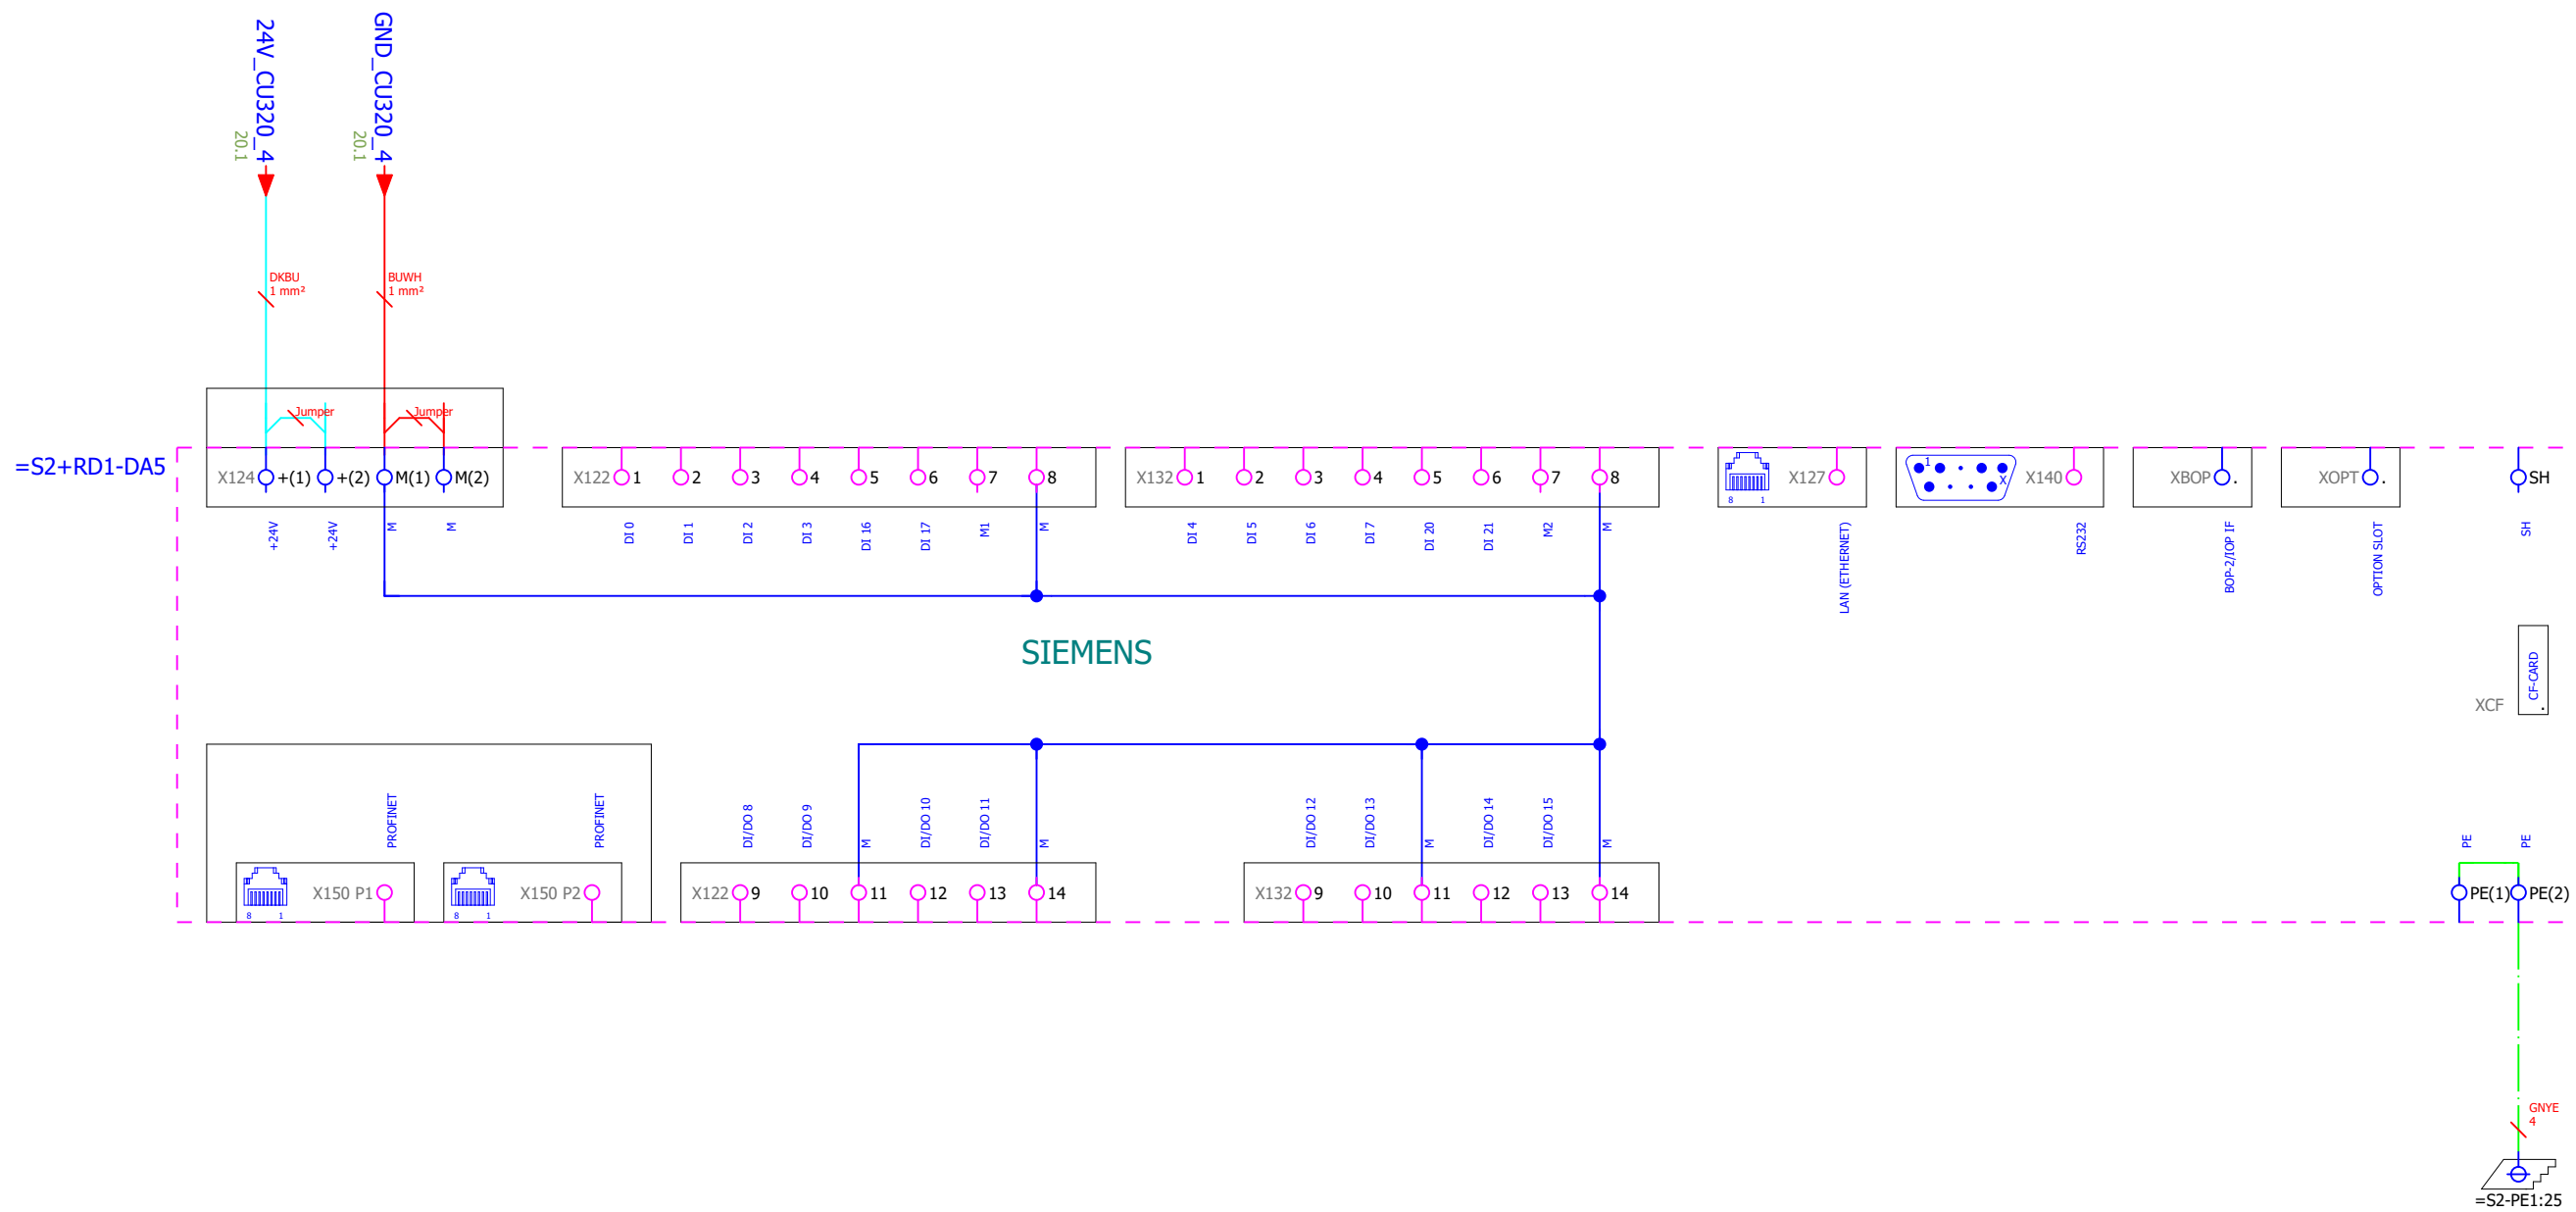 24V_CU320_4
20.1
GND_CU320_4
20.1
DKBU
1 mm²
BUWH
1 mm²
Jumper
Jumper
=S2+RD1-DA5
X124 +(1) +(2) M(1) M(2)
X122 1 2 3 4 5 6 7 8
X132 1 2 3 4 5 6 7 8
8 1
X127
1
X
X140
XBOP .
XOPT .
SH
+24V
+24V
M
M
DI 0
DI 1
DI 2
DI 3
DI 16
DI 17
M1
M
DI 4
DI 5
DI 6
DI 7
DI 20
DI 21
M2
M
LAN (ETHERNET)
RS232
BOP-2/IOP IF
OPTION SLOT
SH
SIEMENS
XCF
CF-CARD
.
PROFINET
PROFINET
DI/DO 8
DI/DO 9
M
DI/DO 10
DI/DO 11
M
DI/DO 12
DI/DO 13
M
DI/DO 14
DI/DO 15
M
PE
PE
8 1
X150 P1
8 1
X150 P2
X122 9 10 11 12 13 14
X132 9 10 11 12 13 14
PE(1) PE(2)
GNYE
4
=S2-PE1:25